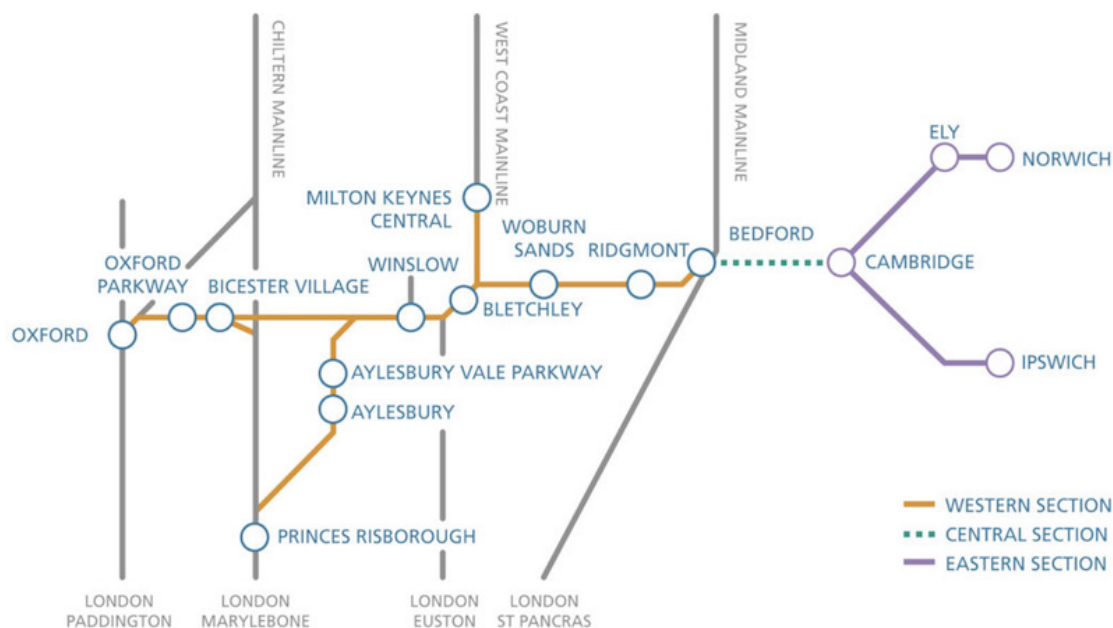 CHILTERN MAINLINE
WEST COAST MAINLINE
MIDLAND MAINLINE
ELY
NORWICH
MILTON KEYNES
CENTRAL
WOBURN
SANDS
RIDGMONT
BEDFORD
OXFORD
PARKWAY
BICESTER VILLAGE
WINSLOW
CAMBRIDGE
BLETCHLEY
OXFORD
AYLESBURY VALE PARKWAY
IPSWICH
AYLESBURY
WESTERN SECTION
PRINCES RISBOROUGH
CENTRAL SECTION
EASTERN SECTION
LONDON
PADDINGTON
LONDON
MARYLEBONE
LONDON
EUSTON
LONDON
ST PANCRAS